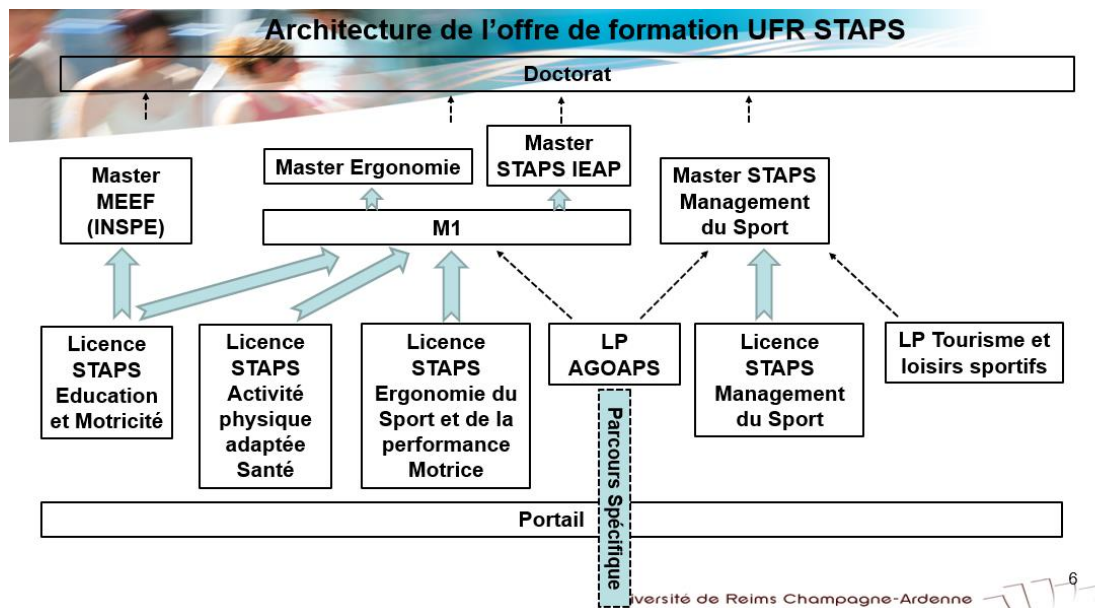 Architecture de l'offre de formation UFR STAPS
Doctorat
Master
MEEF
(INSPE)
Master Ergonomie
Master
STAPS IEAP
Master STAPS
Management
du Sport
M1
Licence
STAPS
Education
et Motricité
Licence
STAPS
Activité
physique
adaptée
Santé
Licence
STAPS
Ergonomie du
Sport et de la
performance
Motrice
LP
AGOAPS
Licence
STAPS
Management
du Sport
LP Tourisme et
loisirs sportifs
Parcours Spécifique
Portail
iversité de Reims Champagne-Ardenne
6